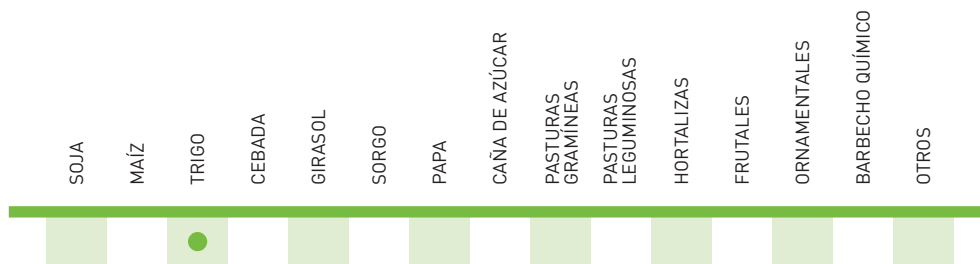 SOJA
MAÍZ
TRIGO
CEBADA
GIRASOL
SORGO
PAPA
CAÑA DE AZÚCAR
PASTURAS
GRAMÍNEAS
PASTURAS
LEGUMINOSAS
HORTALIZAS
FRUTALES
ORNAMENTALES
BARBECHO QUÍMICO
OTROS